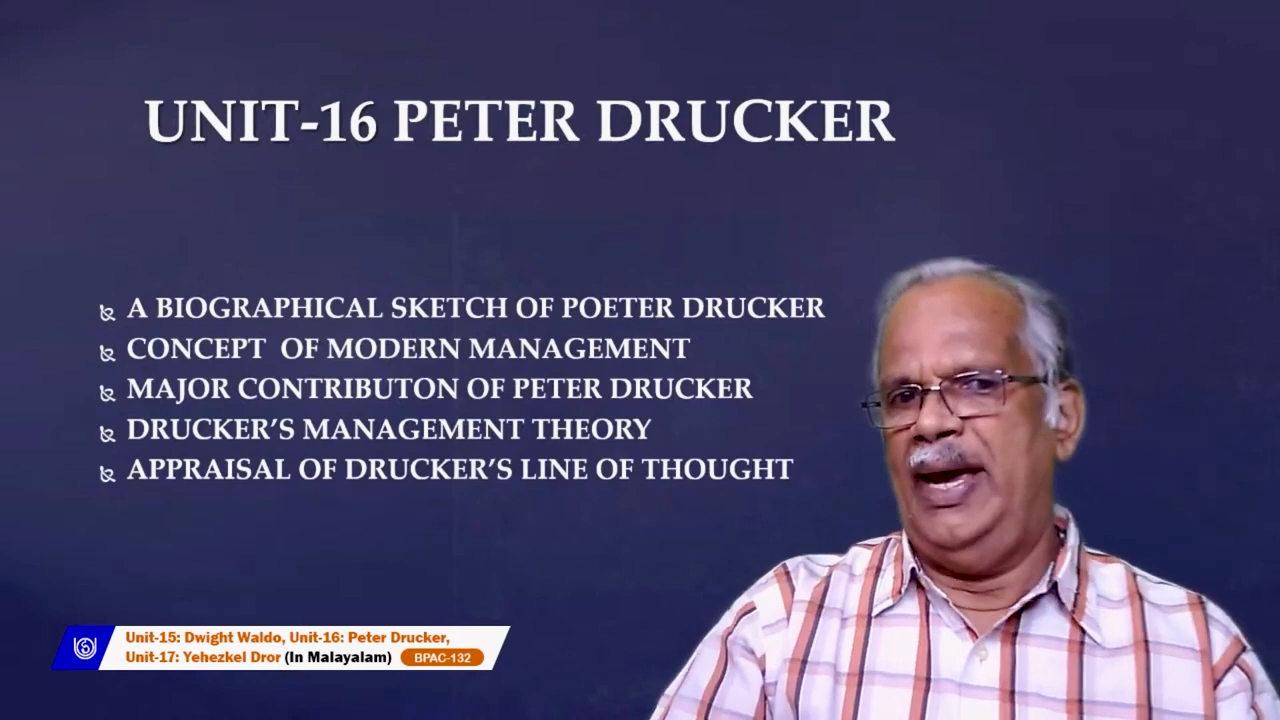 UNIT-16 PETER DRUCKER
A BIOGRAPHICAL SKETCH OF POETER DRUCKER
CONCEPT OF MODERN MANAGEMENT
MAJOR CONTRIBUTON OF PETER DRUCKER
DRUCKER'S MANAGEMENT THEORY
APPRAISAL OF DRUCKER'S LINE OF THOUGHT
Unit-15: Dwight Waldo, Unit-16: Peter Drucker,
Unit-17: Yehezkel Dror (In Malayalam) BPAC-132